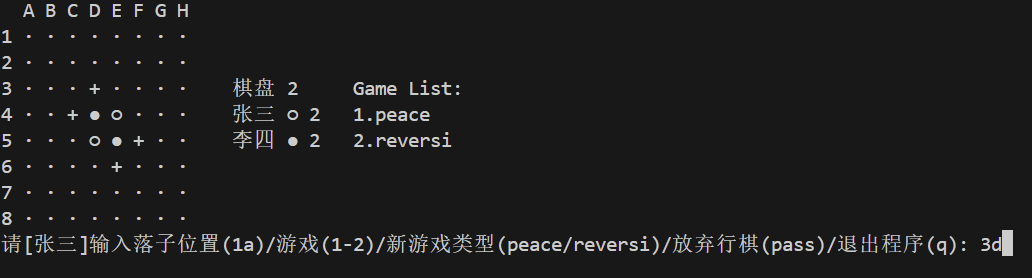 A B C D E F G H
1 · · · · · · · ·
2 · · · · · · · ·
3 · · · + · · · · 棋盘 2 Game List:
4 · · + ● ○ · · · 张三 ○ 2 1.peace
5 · · · ○ ● + · · 李四 ● 2 2.reversi
6 · · · · + · · ·
7 · · · · · · · ·
8 · · · · · · · ·
请[张三]输入落子位置(1a)/游戏(1-2)/新游戏类型(peace/reversi)/放弃行棋(pass)/退出程序(q): 3d